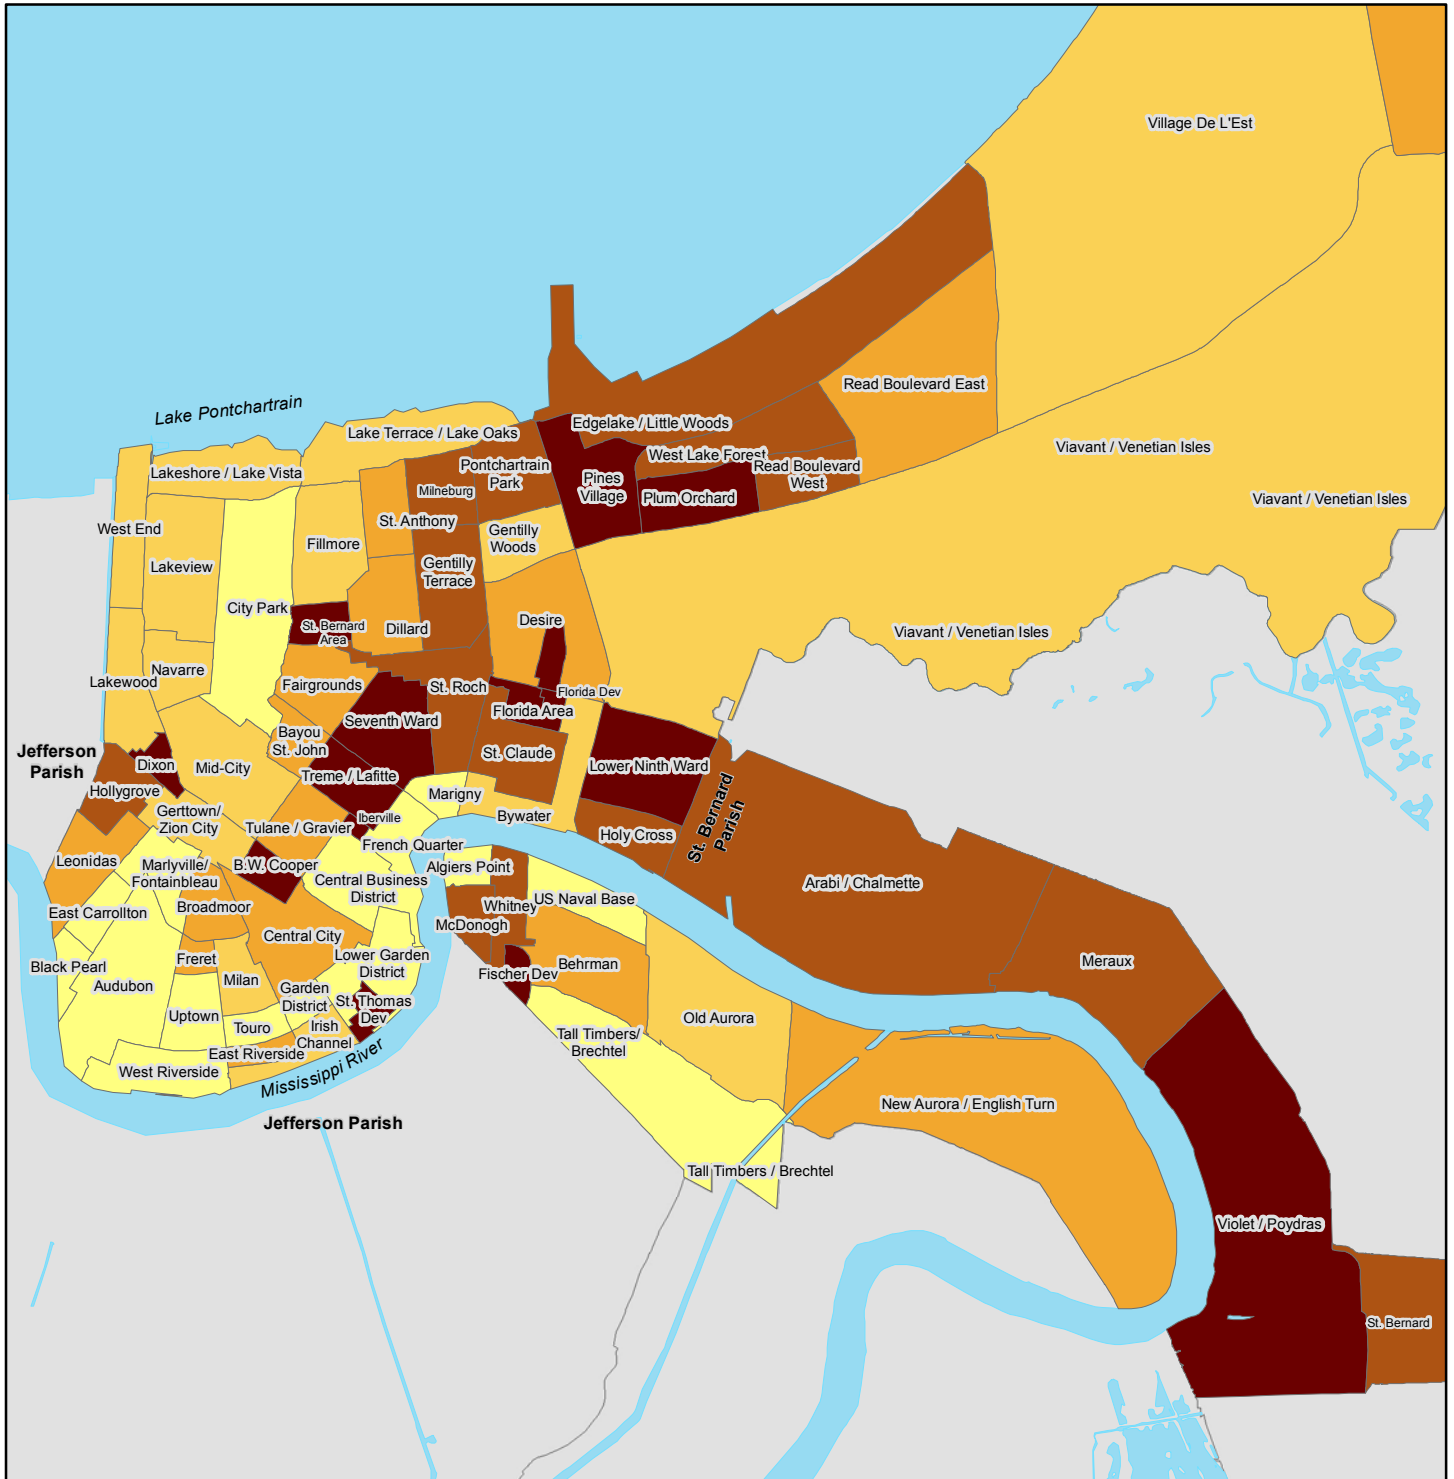 Village De L'Est
Read Boulevard East
Lake Pontchartrain
Edgelake / Little Woods
Lake Terrace / Lake Oaks
Viavant / Venetian Isles
West Lake Forest
Pontchartrain
Park
Read Boulevard
West
Lakeshore / Lake Vista
Pines
Village
Milneburg
Plum Orchard
Viavant / Venetian Isles
West End
St. Anthony
Gentilly
Woods
Fillmore
Lakeview
Gentilly
Terrace
City Park
St. Bernard
Area
Dillard
Desire
Viavant / Venetian Isles
Navarre
Lakewood
Fairgrounds
St. Roch
Florida Dev
Florida Area
Seventh Ward
Bayou
St. John
Jefferson
Parish
St. Claude
Dixon
Mid-City
Treme / Lafitte
Lower Ninth Ward
Hollygrove
Marigny
St. Bernard
Parish
Gerttown/
Zion City
Iberville
Bywater
Tulane / Gravier
Holy Cross
French Quarter
Leonidas
Marlyville/
Fontainbleau
B.W. Cooper
Algiers Point
Central Business
District
Arabi / Chalmette
US Naval Base
Whitney
Broadmoor
East Carrollton
McDonogh
Central City
Lower Garden
District
Freret
Black Pearl
Behrman
Meraux
Fischer Dev
Milan
Audubon
Garden
District
St. Thomas
Dev
Uptown
Old Aurora
Touro
Irish
Channel
Tall Timbers/
Brechtel
East Riverside
West Riverside
Mississippi River
New Aurora / English Turn
Jefferson Parish
Tall Timbers / Brechtel
Violet / Poydras
St. Bernard